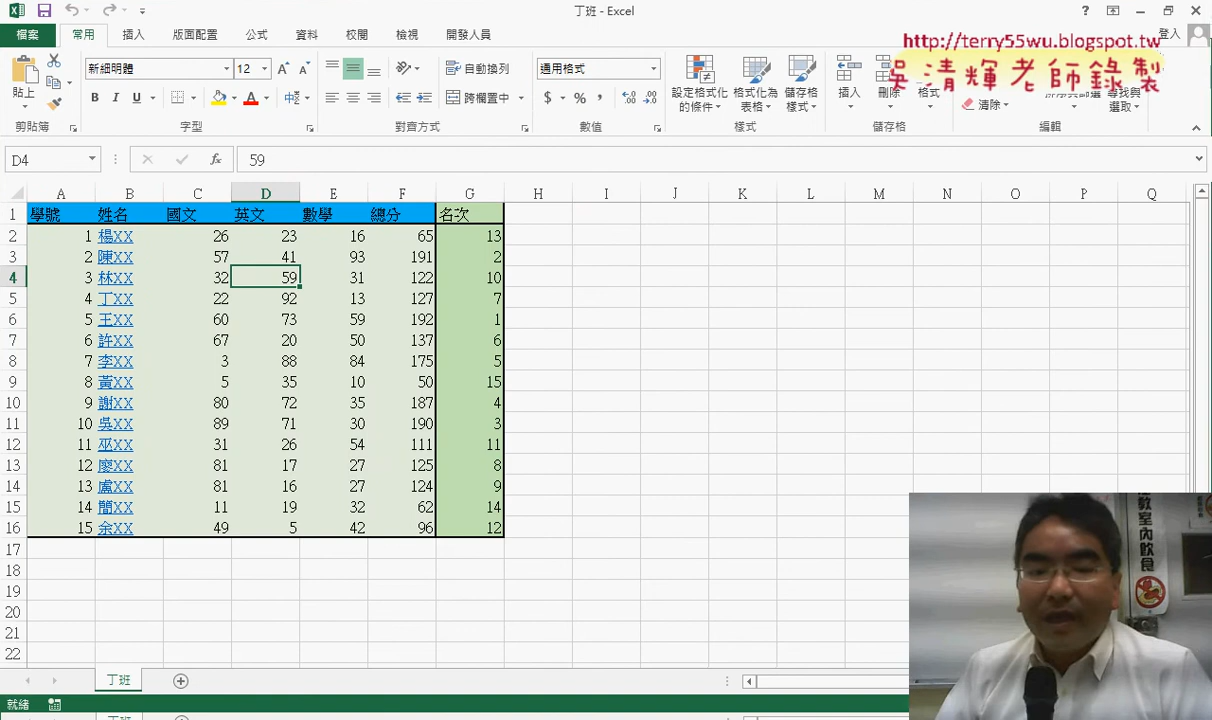 丁班 - Excel
檔案 常用 插入 版面配置 公式 資料 校閱 檢視 開發人員 登入
http://terry55wu.blogspot.tw
吳清輝老師錄製
新細明體 12 自動換列 通用格式
貼上 B I U 跨欄置中 $ % , 設定格式化的條件 格式化為表格 儲存格樣式 插入 刪除 格式 清除 尋找與選取
剪貼簿 字型 對齊方式 數值 樣式 儲存格 編輯
D4 fx 59
A B C D E F G H I J K L M N O P Q
1 學號 姓名 國文 英文 數學 總分 名次
2 1 楊XX 26 23 16 65 13
3 2 陳XX 57 41 93 191 2
4 3 林XX 32 59 31 122 10
5 4 丁XX 22 92 13 127 7
6 5 王XX 60 73 59 192 1
7 6 許XX 67 20 50 137 6
8 7 李XX 3 88 84 175 5
9 8 黃XX 5 35 10 50 15
10 9 謝XX 80 72 35 187 4
11 10 吳XX 89 71 30 190 3
12 11 巫XX 31 26 54 111 11
13 12 廖XX 81 17 27 125 8
14 13 盧XX 81 16 27 124 9
15 14 簡XX 11 19 32 62 14
16 15 余XX 49 5 42 96 12
17
18
19
20
21
22
教室內飲食
丁班
就緒